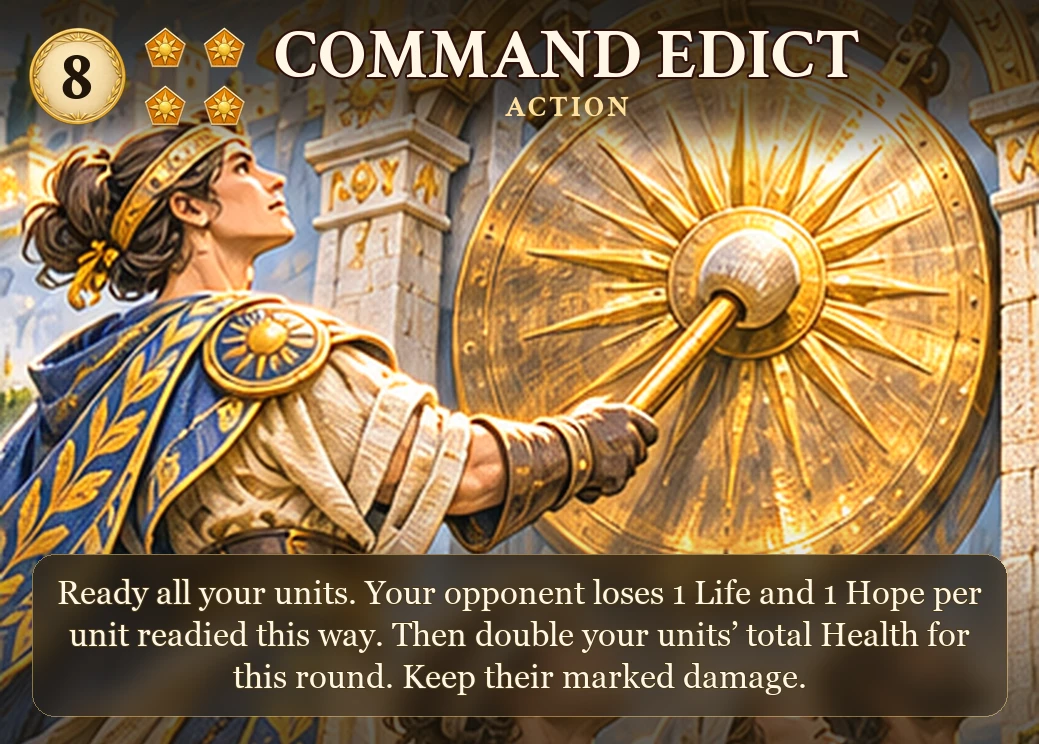 8
COMMAND EDICT
ACTION
Ready all your units. Your opponent loses 1 Life and 1 Hope per
unit readied this way. Then double your units’ total Health for
this round. Keep their marked damage.